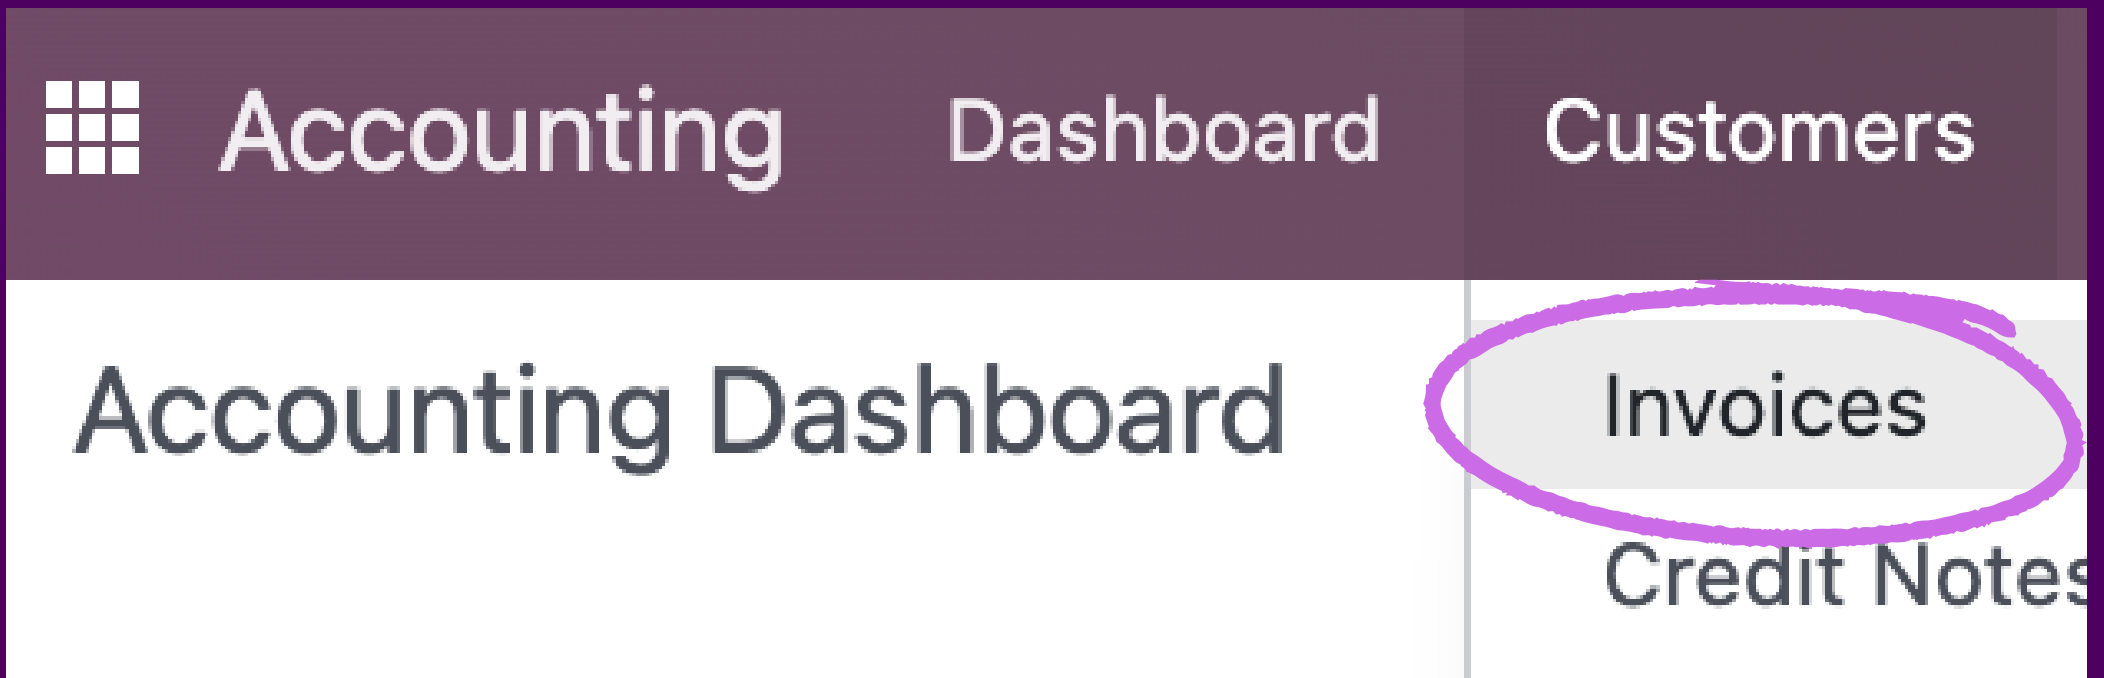 Accounting Dashboard Customers
Accounting Dashboard
Invoices
Credit Notes